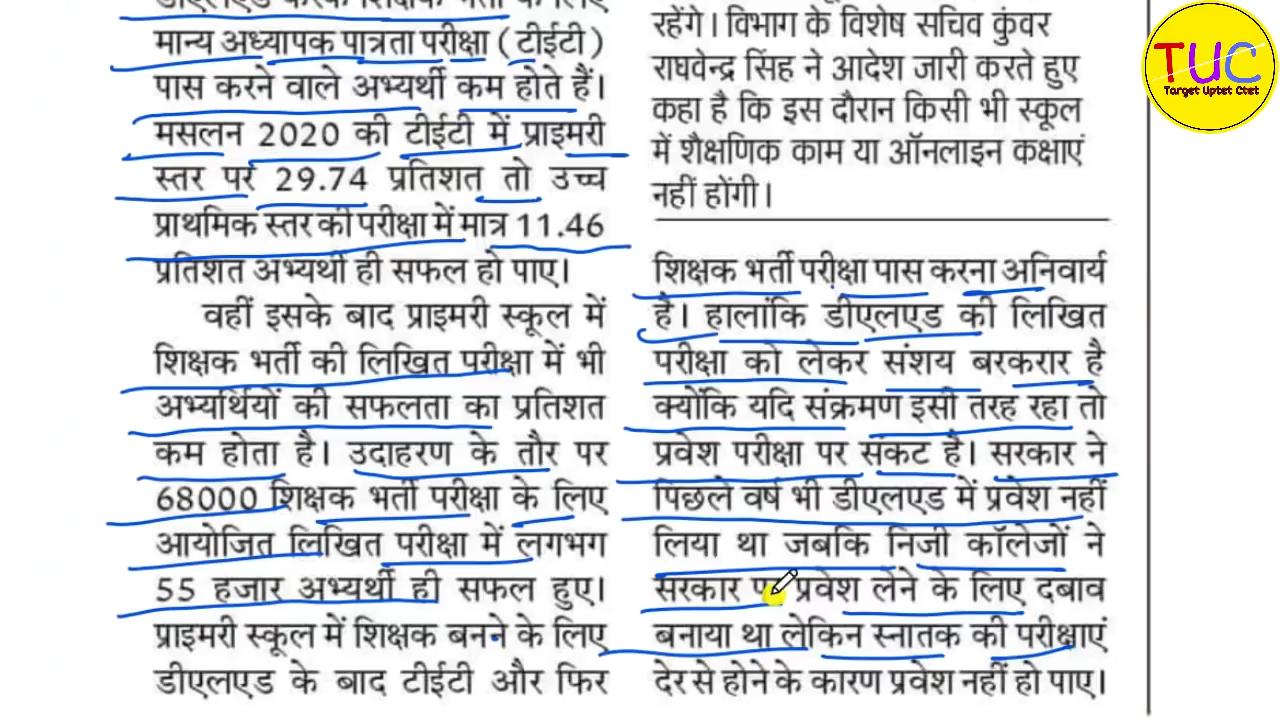 डीएलएड करके शिक्षक भर्ती के लिए
मान्य अध्यापक पात्रता परीक्षा (टीईटी)
पास करने वाले अभ्यर्थी कम होते हैं।
मसलन 2020 की टीईटी में प्राइमरी
स्तर पर 29.74 प्रतिशत तो उच्च
प्राथमिक स्तर की परीक्षा में मात्र 11.46
प्रतिशत अभ्यर्थी ही सफल हो पाए।
वहीं इसके बाद प्राइमरी स्कूल में
शिक्षक भर्ती की लिखित परीक्षा में भी
अभ्यर्थियों की सफलता का प्रतिशत
कम होता है। उदाहरण के तौर पर
68000 शिक्षक भर्ती परीक्षा के लिए
आयोजित लिखित परीक्षा में लगभग
55 हजार अभ्यर्थी ही सफल हुए।
प्राइमरी स्कूल में शिक्षक बनने के लिए
डीएलएड के बाद टीईटी और फिर
रहेंगे। विभाग के विशेष सचिव कुंवर
राघवेन्द्र सिंह ने आदेश जारी करते हुए
कहा है कि इस दौरान किसी भी स्कूल
में शैक्षणिक काम या ऑनलाइन कक्षाएं
नहीं होंगी।
शिक्षक भर्ती परीक्षा पास करना अनिवार्य
है। हालांकि डीएलएड की लिखित
परीक्षा को लेकर संशय बरकरार है
क्योंकि यदि संक्रमण इसी तरह रहा तो
प्रवेश परीक्षा पर संकट है। सरकार ने
पिछले वर्ष भी डीएलएड में प्रवेश नहीं
लिया था जबकि निजी कॉलेजों ने
सरकार पर प्रवेश लेने के लिए दबाव
बनाया था लेकिन स्नातक की परीक्षाएं
देर से होने के कारण प्रवेश नहीं हो पाए।
TUC
Target Uptet Ctet